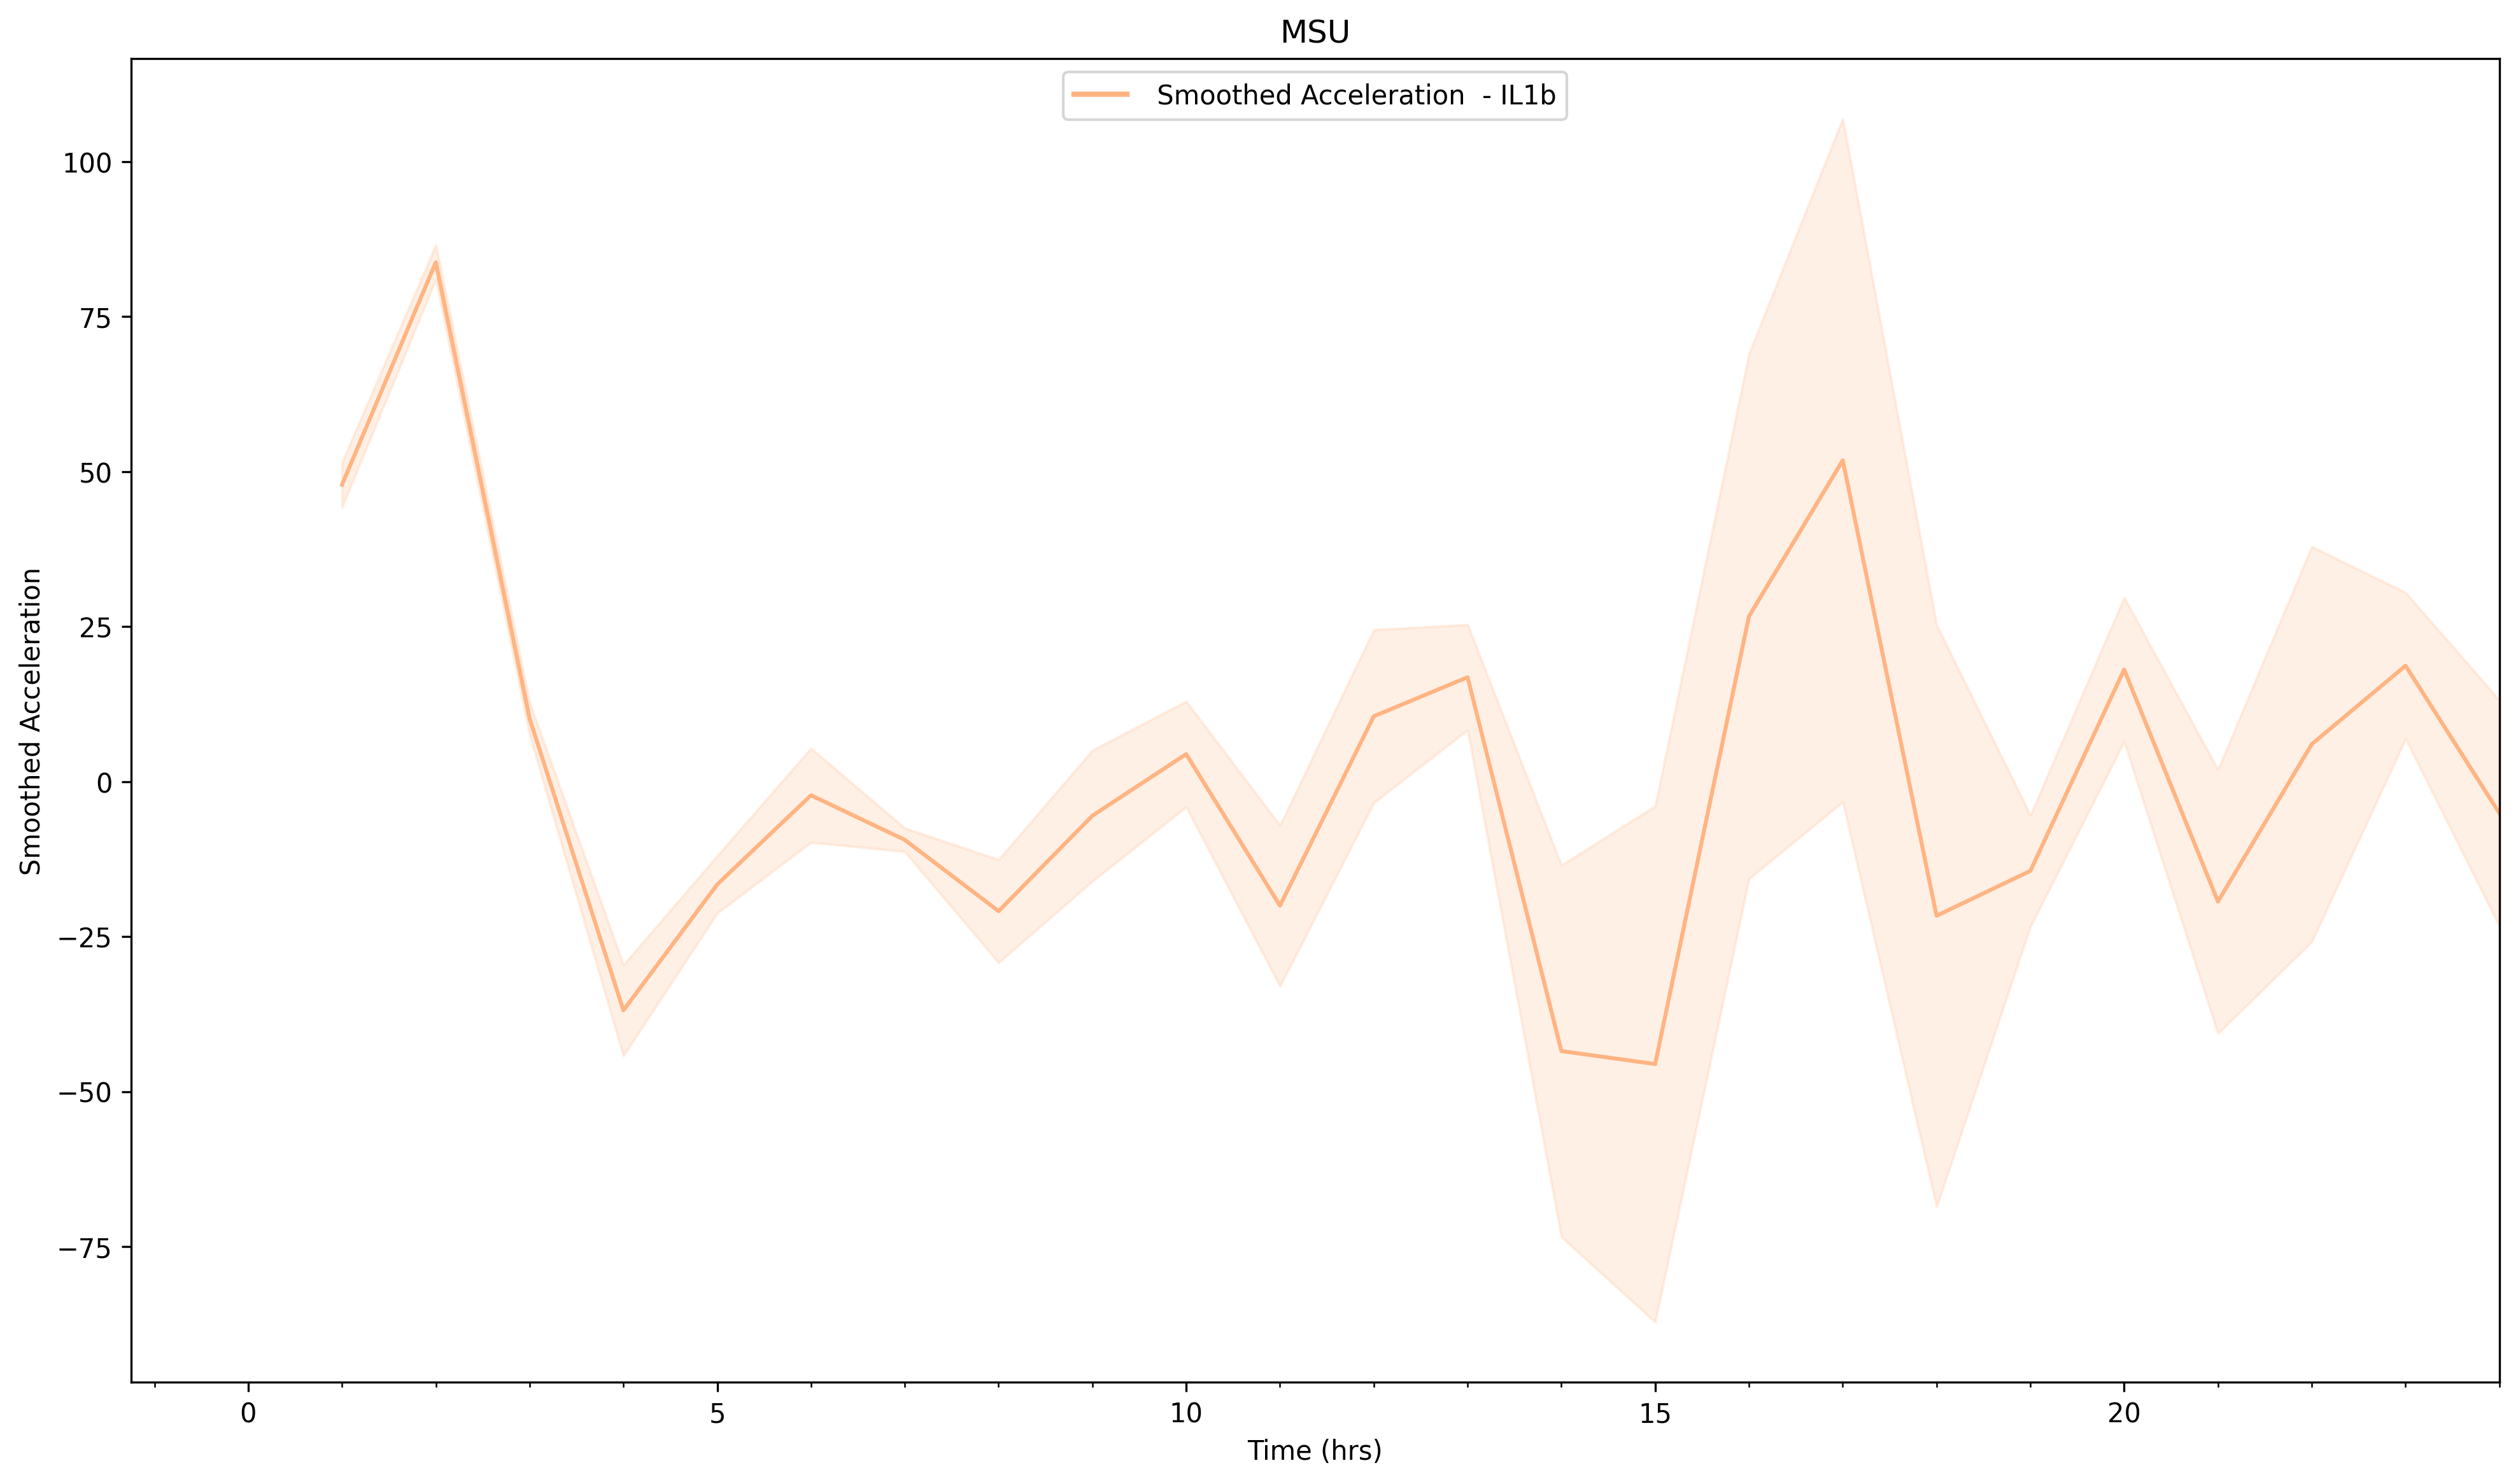 MSU
Smoothed Acceleration - IL1b
Smoothed Acceleration
100
75
50
25
0
−25
−50
−75
0 5 10 15 20
Time (hrs)